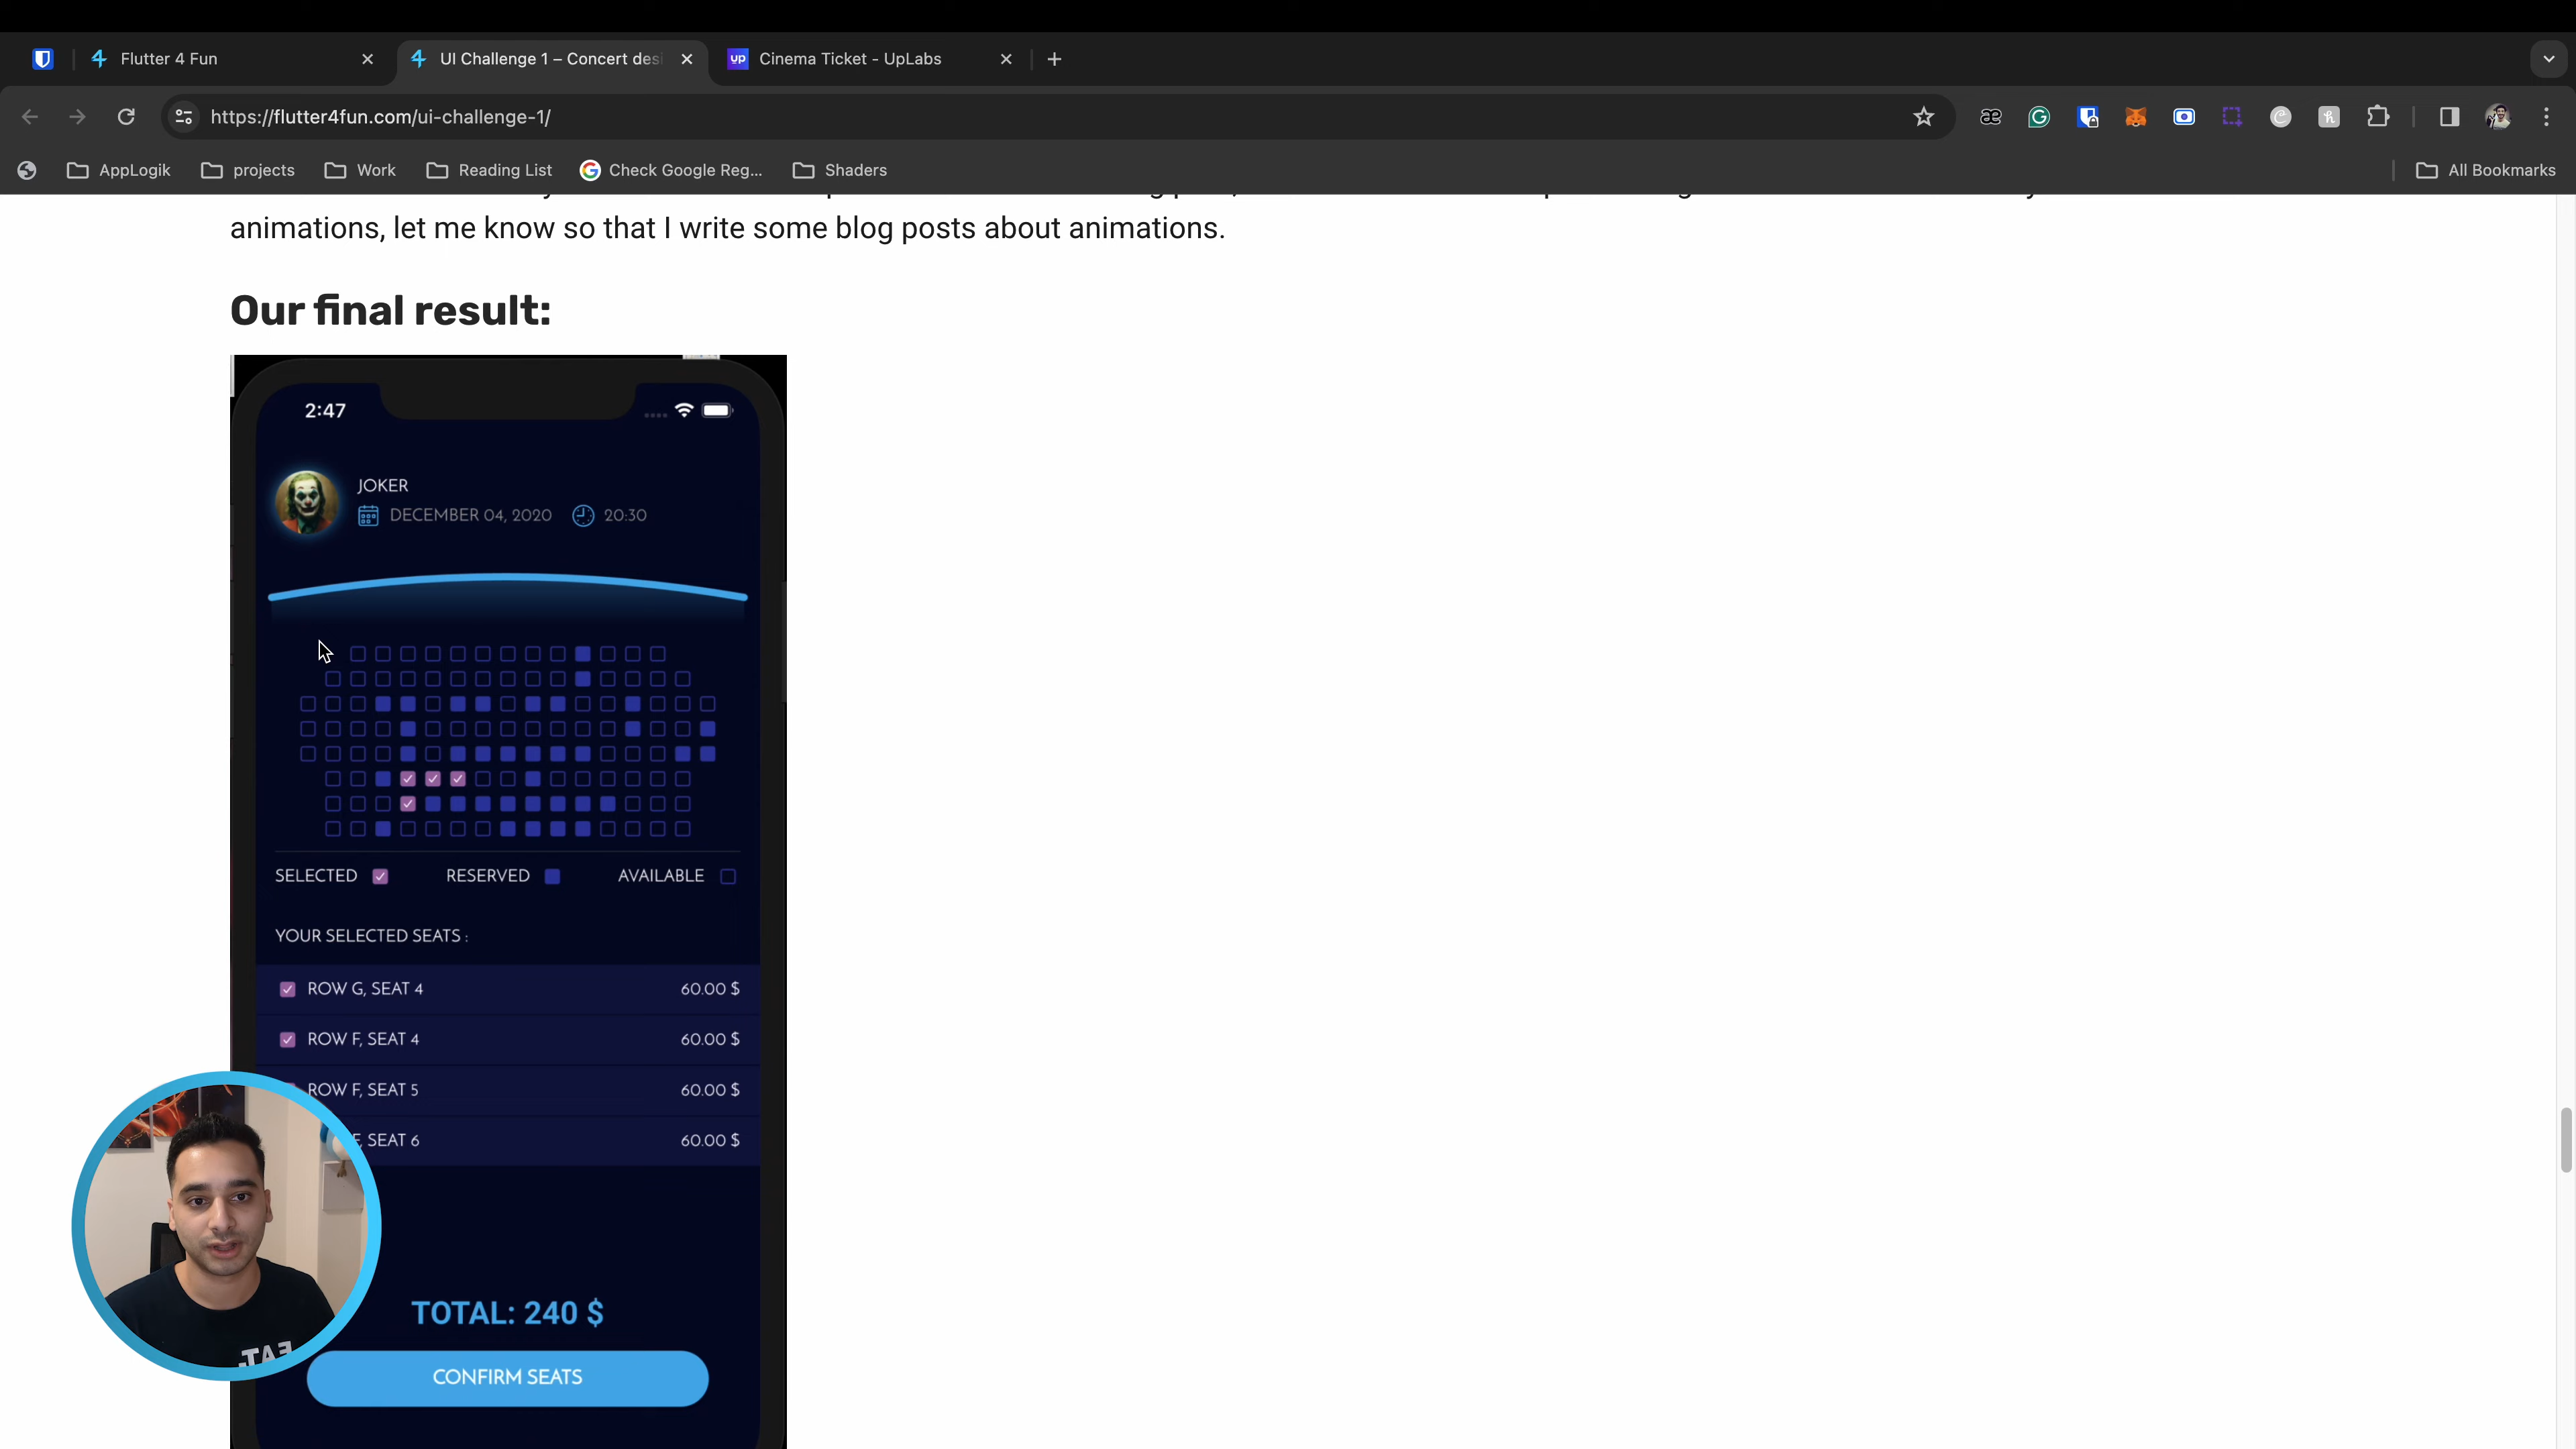 Flutter 4 Fun
UI Challenge 1 – Concert desi
up
Cinema Ticket - UpLabs
https://flutter4fun.com/ui-challenge-1/
AppLogik
projects
Work
Reading List
Check Google Reg...
Shaders
All Bookmarks
animations, let me know so that I write some blog posts about animations.
Our final result:
2:47
JOKER
DECEMBER 04, 2020
20:30
SELECTED
RESERVED
AVAILABLE
YOUR SELECTED SEATS :
ROW G, SEAT 4
60.00 $
ROW F, SEAT 4
60.00 $
ROW F, SEAT 5
60.00 $
SEAT 6
60.00 $
TOTAL: 240 $
CONFIRM SEATS
EAT.